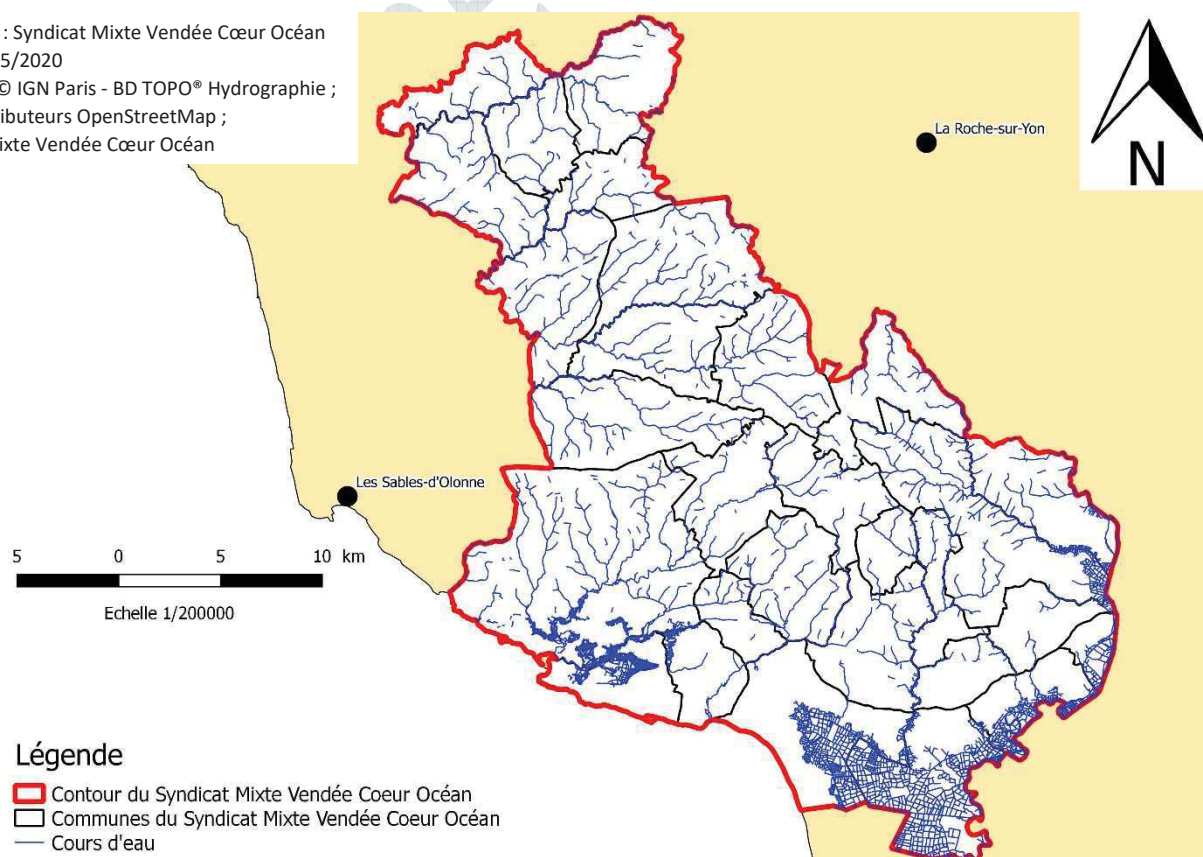 : Syndicat Mixte Vendée Cœur Océan
5/2020
© IGN Paris - BD TOPO® Hydrographie ;
ibuteurs OpenStreetMap ;
ixte Vendée Cœur Océan
La Roche-sur-Yon
N
Les Sables-d'Olonne
5 0 5 10 km
Echelle 1/200000
Légende
Contour du Syndicat Mixte Vendée Coeur Océan
Communes du Syndicat Mixte Vendée Coeur Océan
Cours d'eau